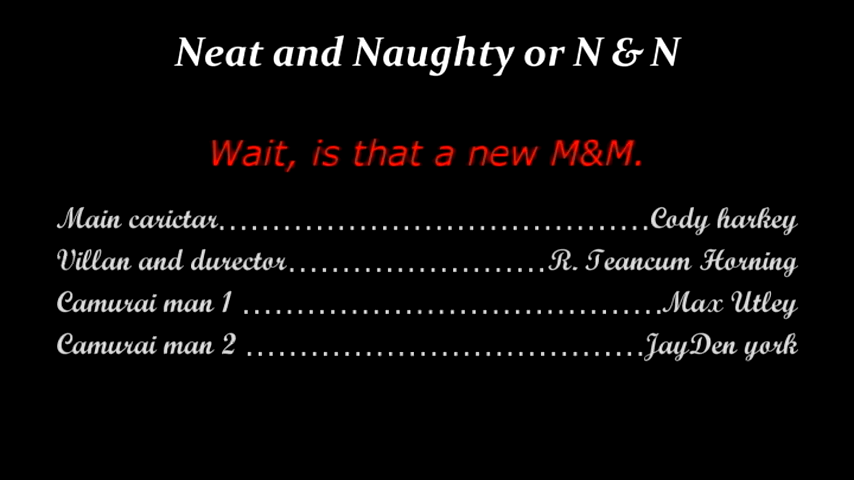 Neat and Naughty or N & N
Wait, is that a new M&M.
Main carictar........................................Cody harkey
Villan and durector........................R. Teancum Horning
Camurai man 1 .......................................Max Utley
Camurai man 2 .....................................JayDen york